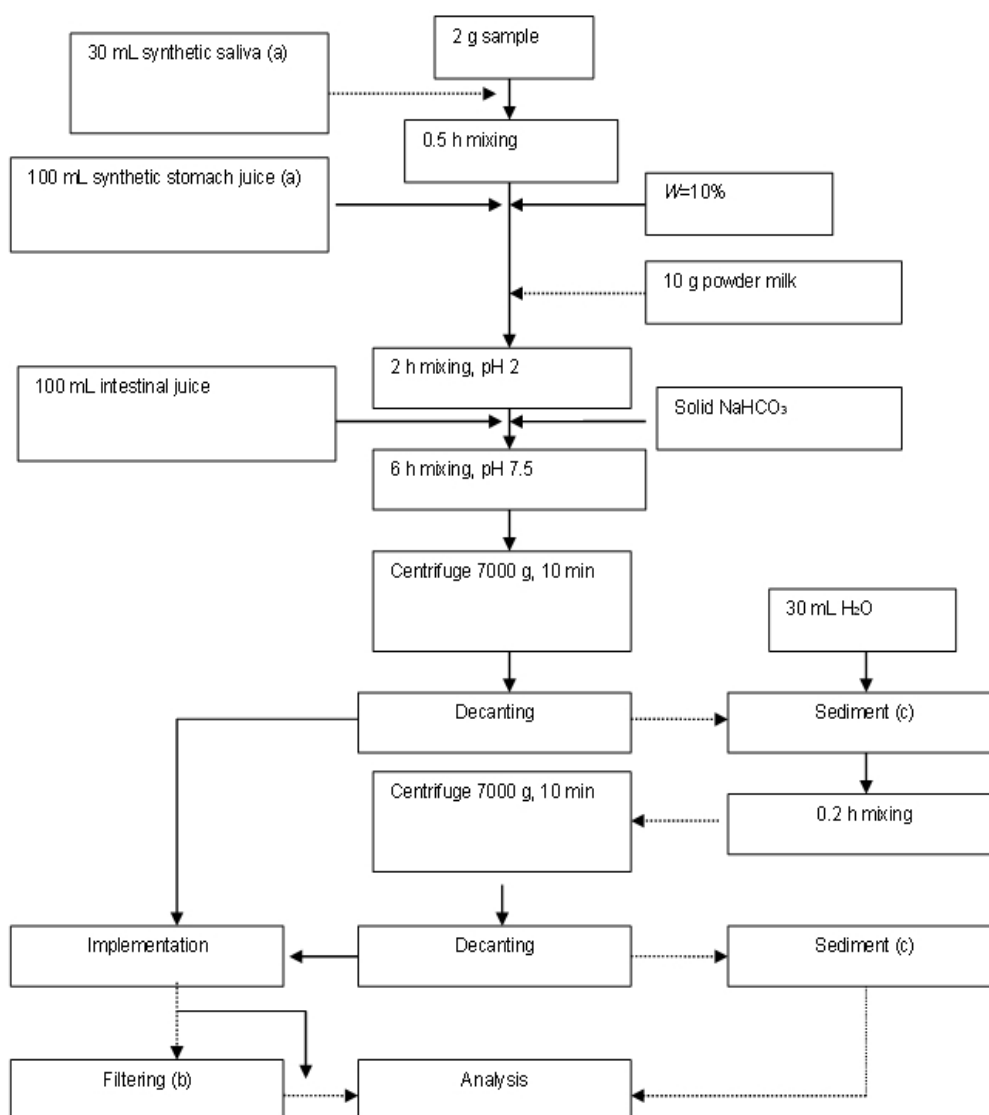 2 g sample
30 mL synthetic saliva (a)
0.5 h mixing
100 mL synthetic stomach juice (a)
W=10%
10 g powder milk
2 h mixing, pH 2
100 mL intestinal juice
Solid NaHCO₃
6 h mixing, pH 7.5
Centrifuge 7000 g, 10 min
30 mL H₂O
Decanting
Sediment (c)
Centrifuge 7000 g, 10 min
0.2 h mixing
Implementation
Decanting
Sediment (c)
Filtering (b)
Analysis